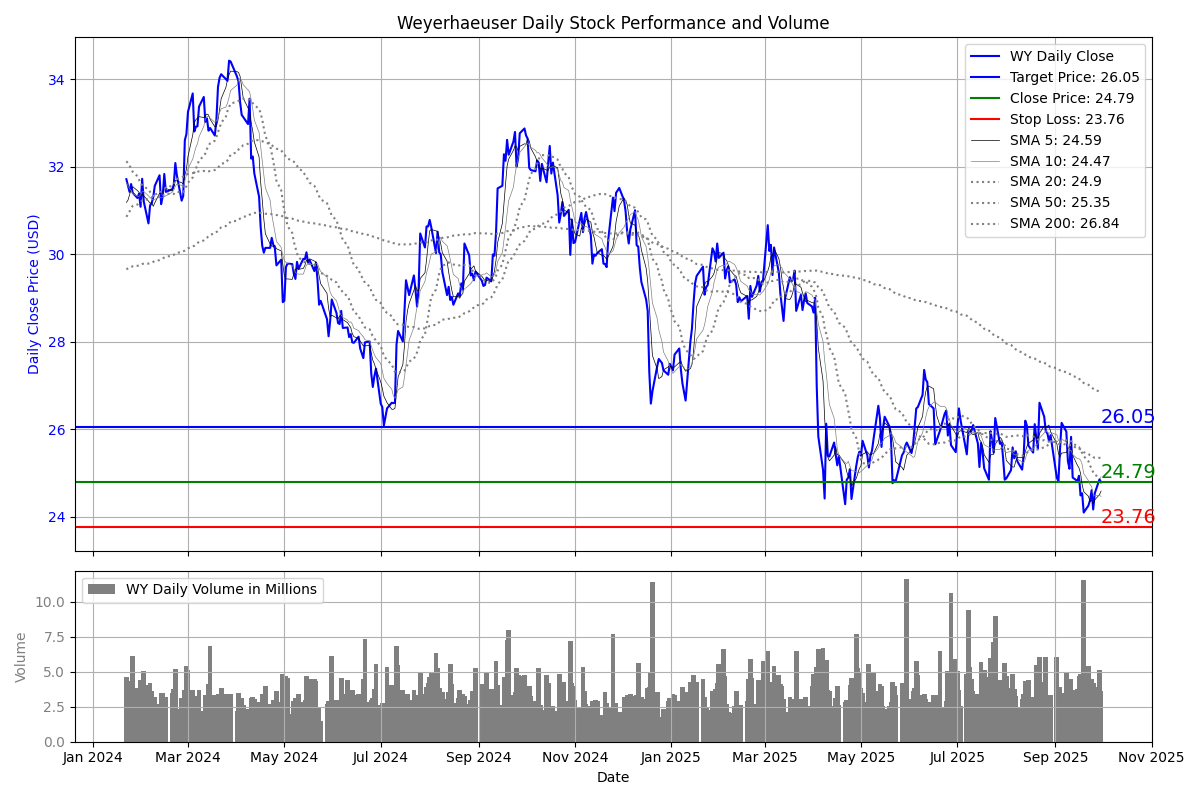 Weyerhaeuser Daily Stock Performance and Volume
Daily Close Price (USD)
34
32
30
28
26
24
WY Daily Close
Target Price: 26.05
Close Price: 24.79
Stop Loss: 23.76
SMA 5: 24.59
SMA 10: 24.47
SMA 20: 24.9
SMA 50: 25.35
SMA 200: 26.84
26.05
24.79
23.76
Volume
10.0
7.5
5.0
2.5
0.0
WY Daily Volume in Millions
Jan 2024 Mar 2024 May 2024 Jul 2024 Sep 2024 Nov 2024 Jan 2025 Mar 2025 May 2025 Jul 2025 Sep 2025 Nov 2025
Date